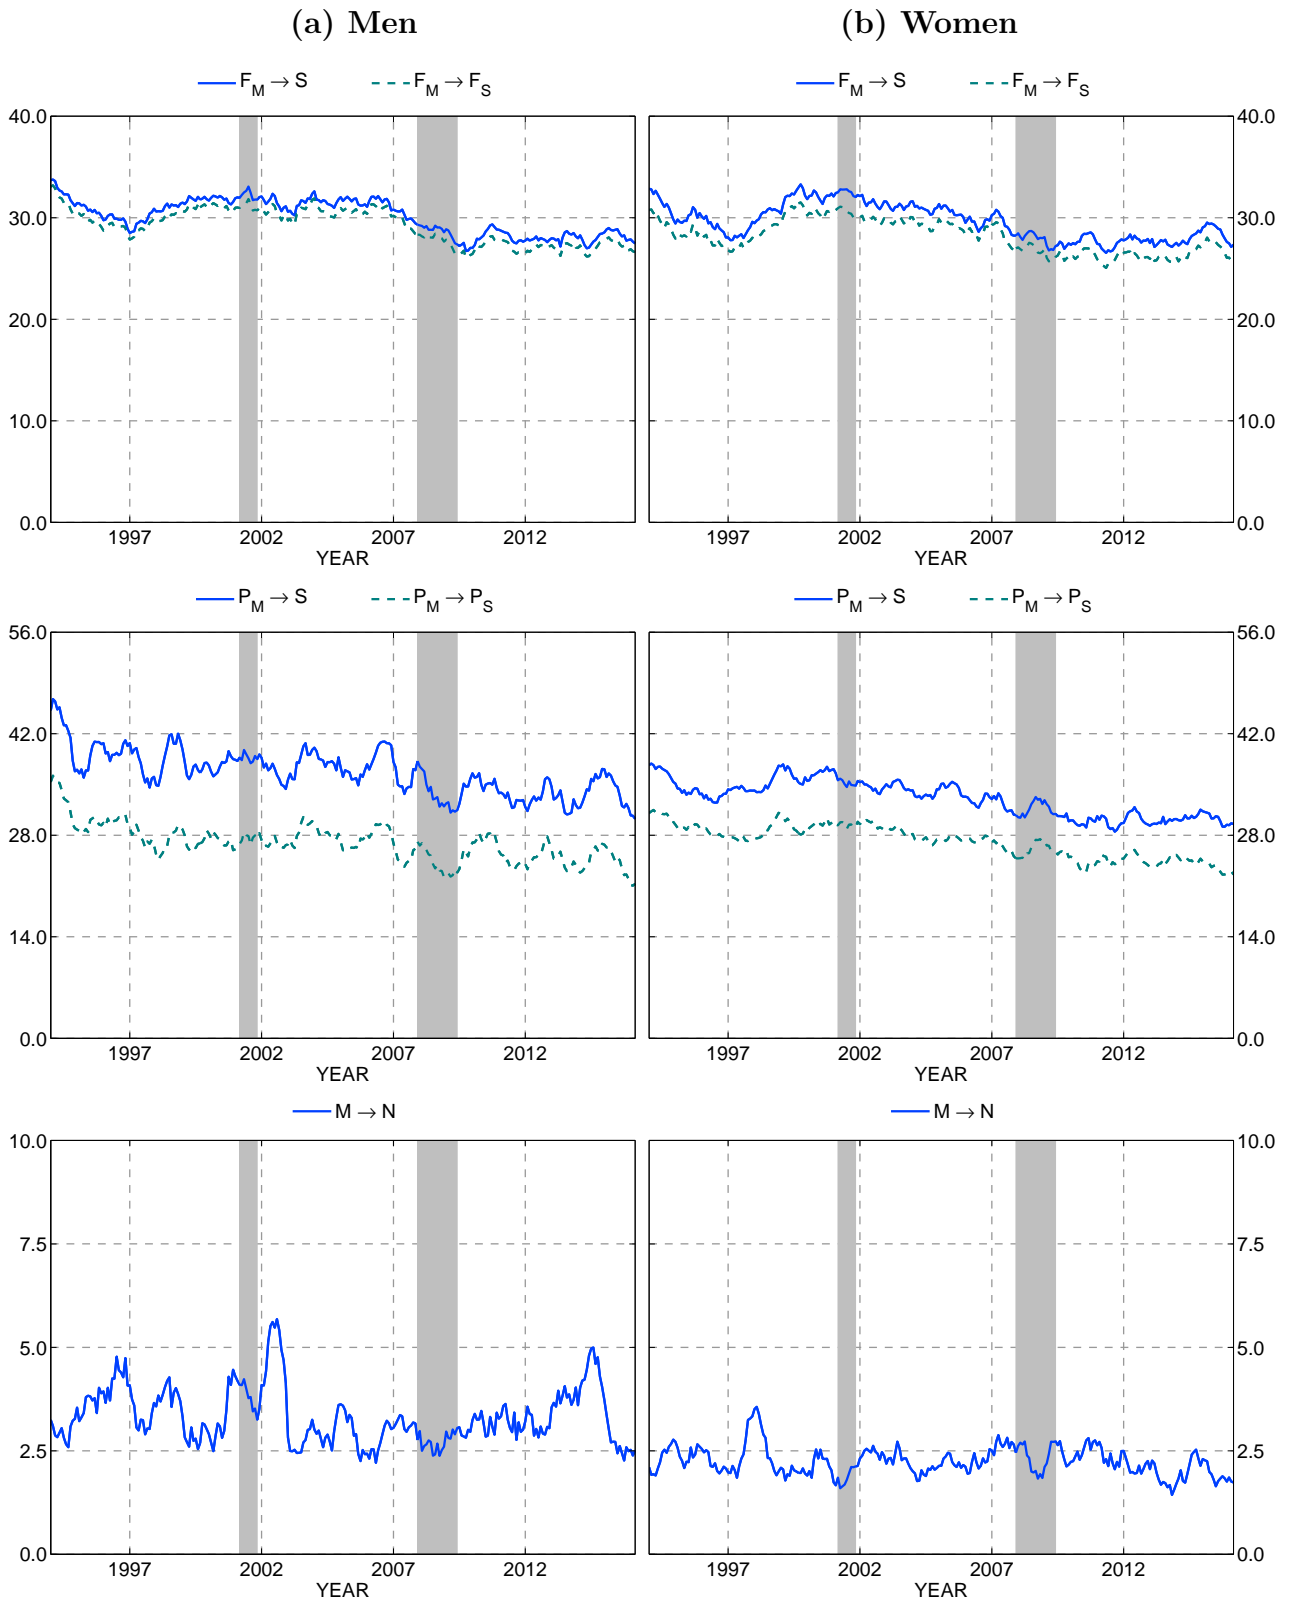 (a) Men (b) Women
F_M → S F_M → F_S F_M → S F_M → F_S
40.0 40.0
30.0 30.0
20.0 20.0
10.0 10.0
0.0 0.0
1997 2002 2007 2012 1997 2002 2007 2012
YEAR YEAR
P_M → S P_M → P_S P_M → S P_M → P_S
56.0 56.0
42.0 42.0
28.0 28.0
14.0 14.0
0.0 0.0
1997 2002 2007 2012 1997 2002 2007 2012
YEAR YEAR
M → N M → N
10.0 10.0
7.5 7.5
5.0 5.0
2.5 2.5
0.0 0.0
1997 2002 2007 2012 1997 2002 2007 2012
YEAR YEAR